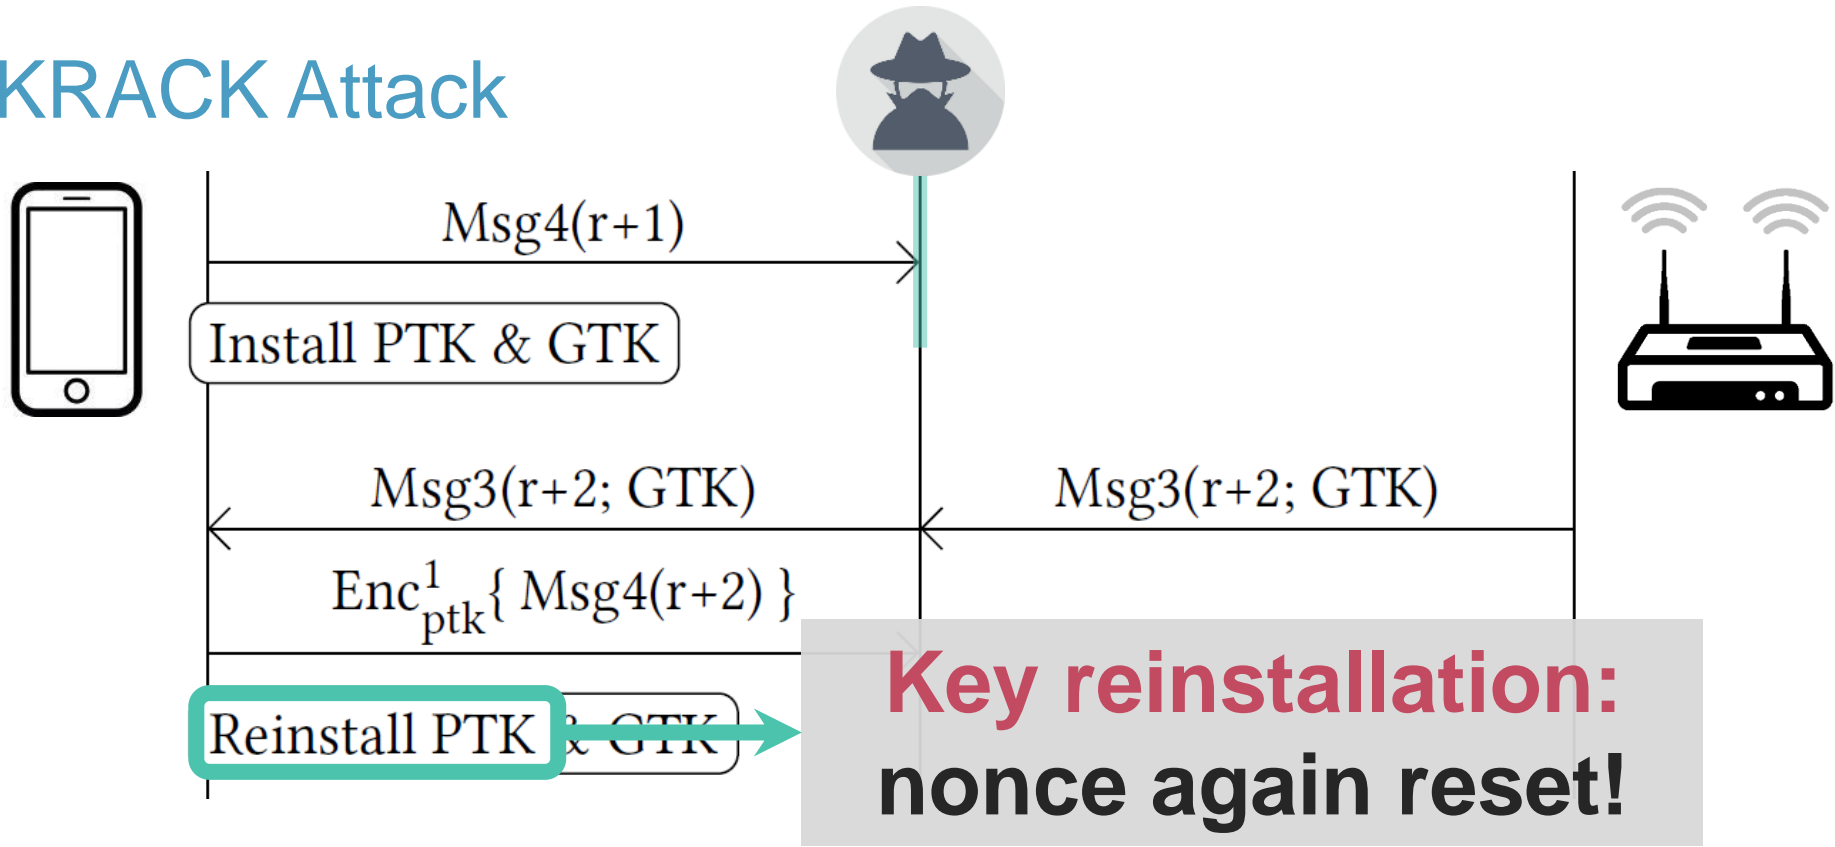 KRACK Attack
Msg4(r+1)
Install PTK & GTK
Msg3(r+2; GTK)
Msg3(r+2; GTK)
Enc¹ptk{ Msg4(r+2) }
Reinstall PTK & GTK
Key reinstallation:
nonce again reset!